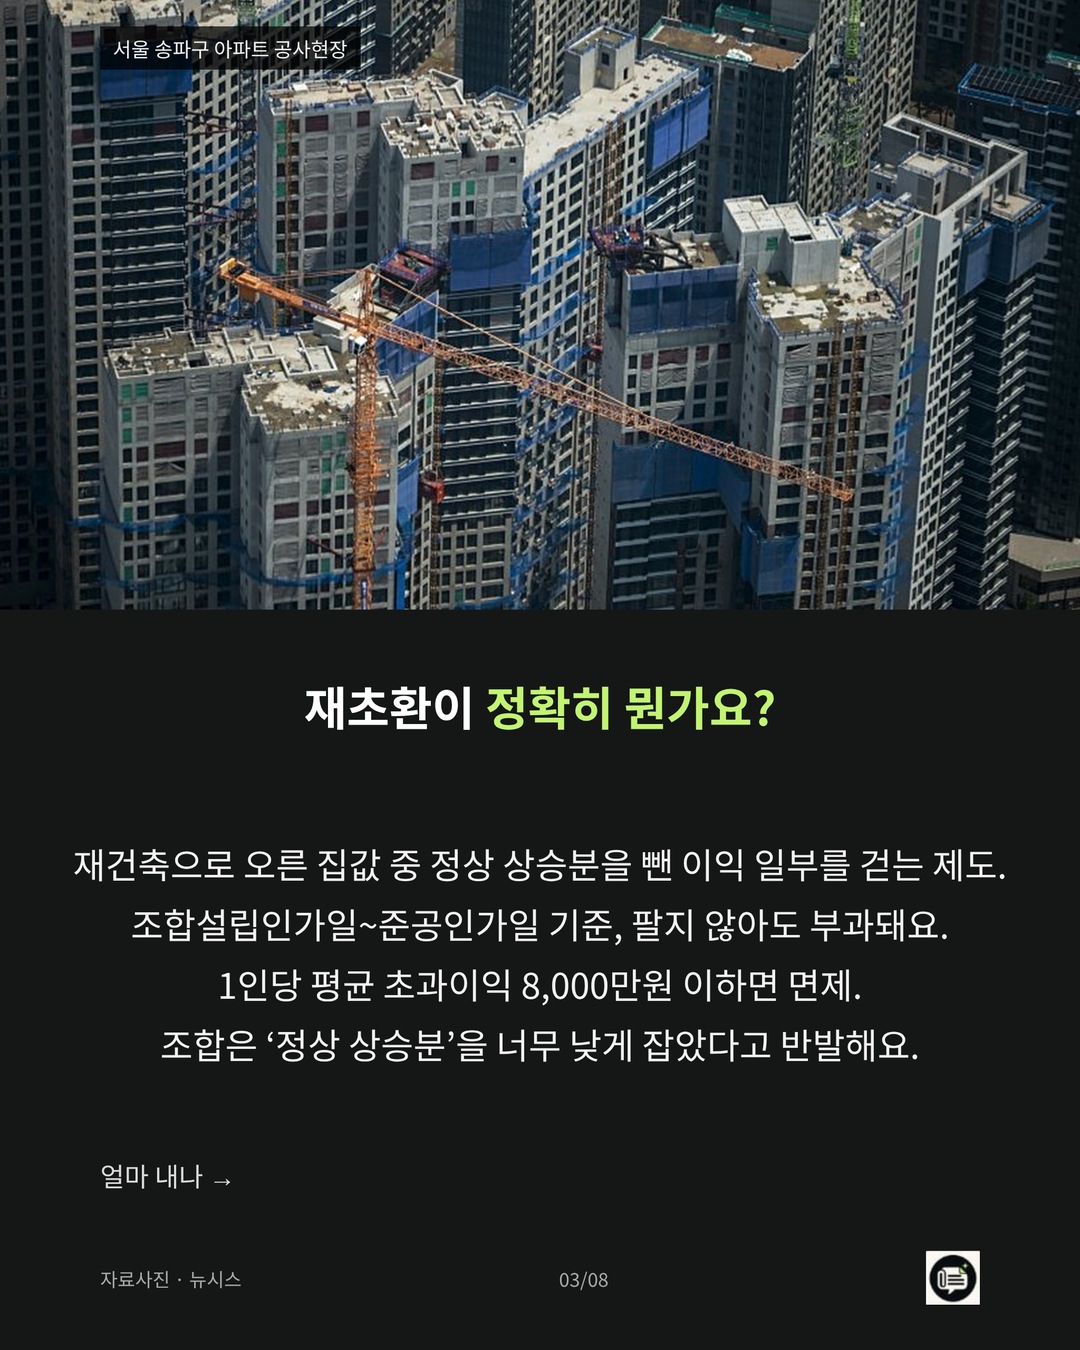 서울 송파구 아파트 공사현장
재초환이 정확히 뭔가요?
재건축으로 오른 집값 중 정상 상승분을 뺀 이익 일부를 걷는 제도.
조합설립인가일~준공인가일 기준, 팔지 않아도 부과돼요.
1인당 평균 초과이익 8,000만원 이하면 면제.
조합은 ‘정상 상승분’을 너무 낮게 잡았다고 반발해요.
얼마 내나 →
자료사진 · 뉴시스
03/08